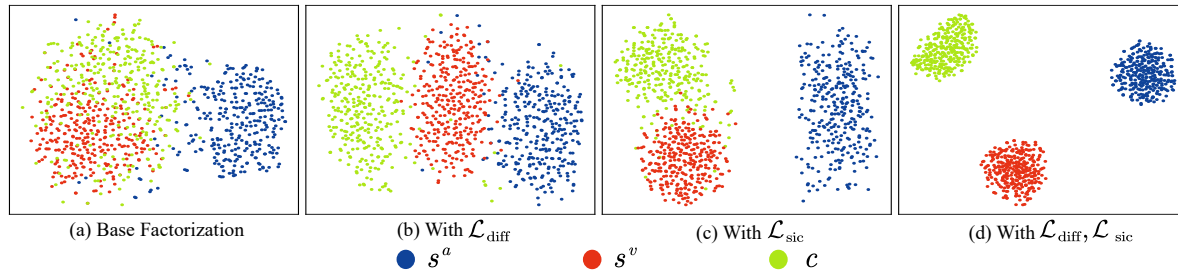 (a) Base Factorization
(b) With ℒ_diff
(c) With ℒ_sic
(d) With ℒ_diff, ℒ_sic
s^a s^v c